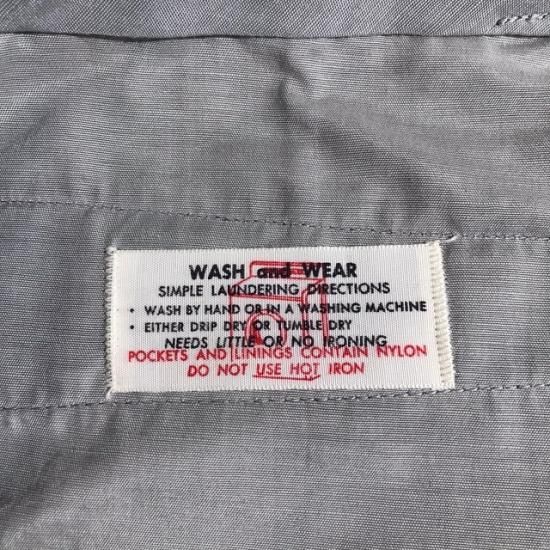 WASH and WEAR
SIMPLE LAUNDERING DIRECTIONS
• WASH BY HAND OR IN A WASHING MACHINE
• EITHER DRIP DRY OR TUMBLE DRY
NEEDS LITTLE OR NO IRONING
POCKETS AND LININGS CONTAIN NYLON
DO NOT USE HOT IRON